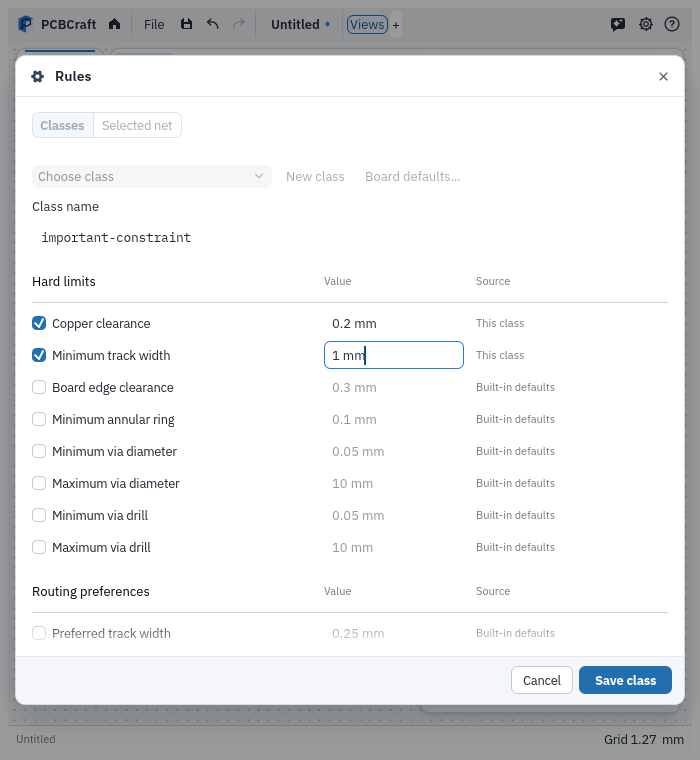 PCBCraft File Untitled • Views +
Rules
Classes Selected net
Choose class New class Board defaults...
Class name
important-constraint
Hard limits Value Source
Copper clearance 0.2 mm This class
Minimum track width 1 mm This class
Board edge clearance 0.3 mm Built-in defaults
Minimum annular ring 0.1 mm Built-in defaults
Minimum via diameter 0.05 mm Built-in defaults
Maximum via diameter 10 mm Built-in defaults
Minimum via drill 0.05 mm Built-in defaults
Maximum via drill 10 mm Built-in defaults
Routing preferences Value Source
Preferred track width 0.25 mm Built-in defaults
Cancel Save class
Untitled Grid 1.27 mm